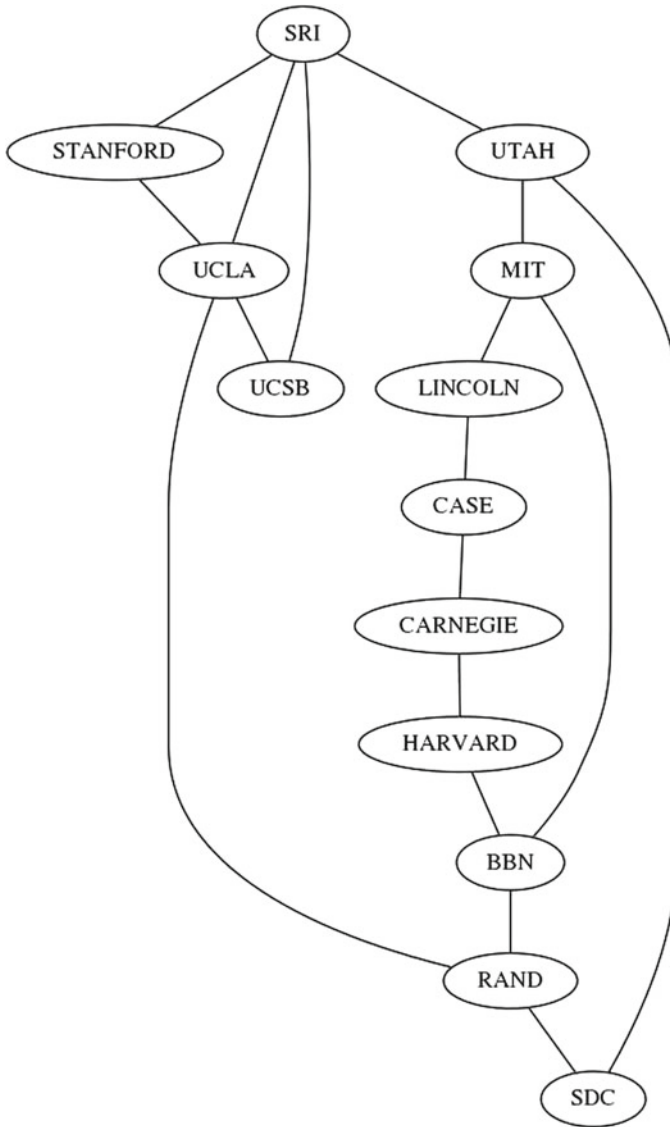 SRI
STANFORD
UTAH
UCLA
MIT
UCSB
LINCOLN
CASE
CARNEGIE
HARVARD
BBN
RAND
SDC